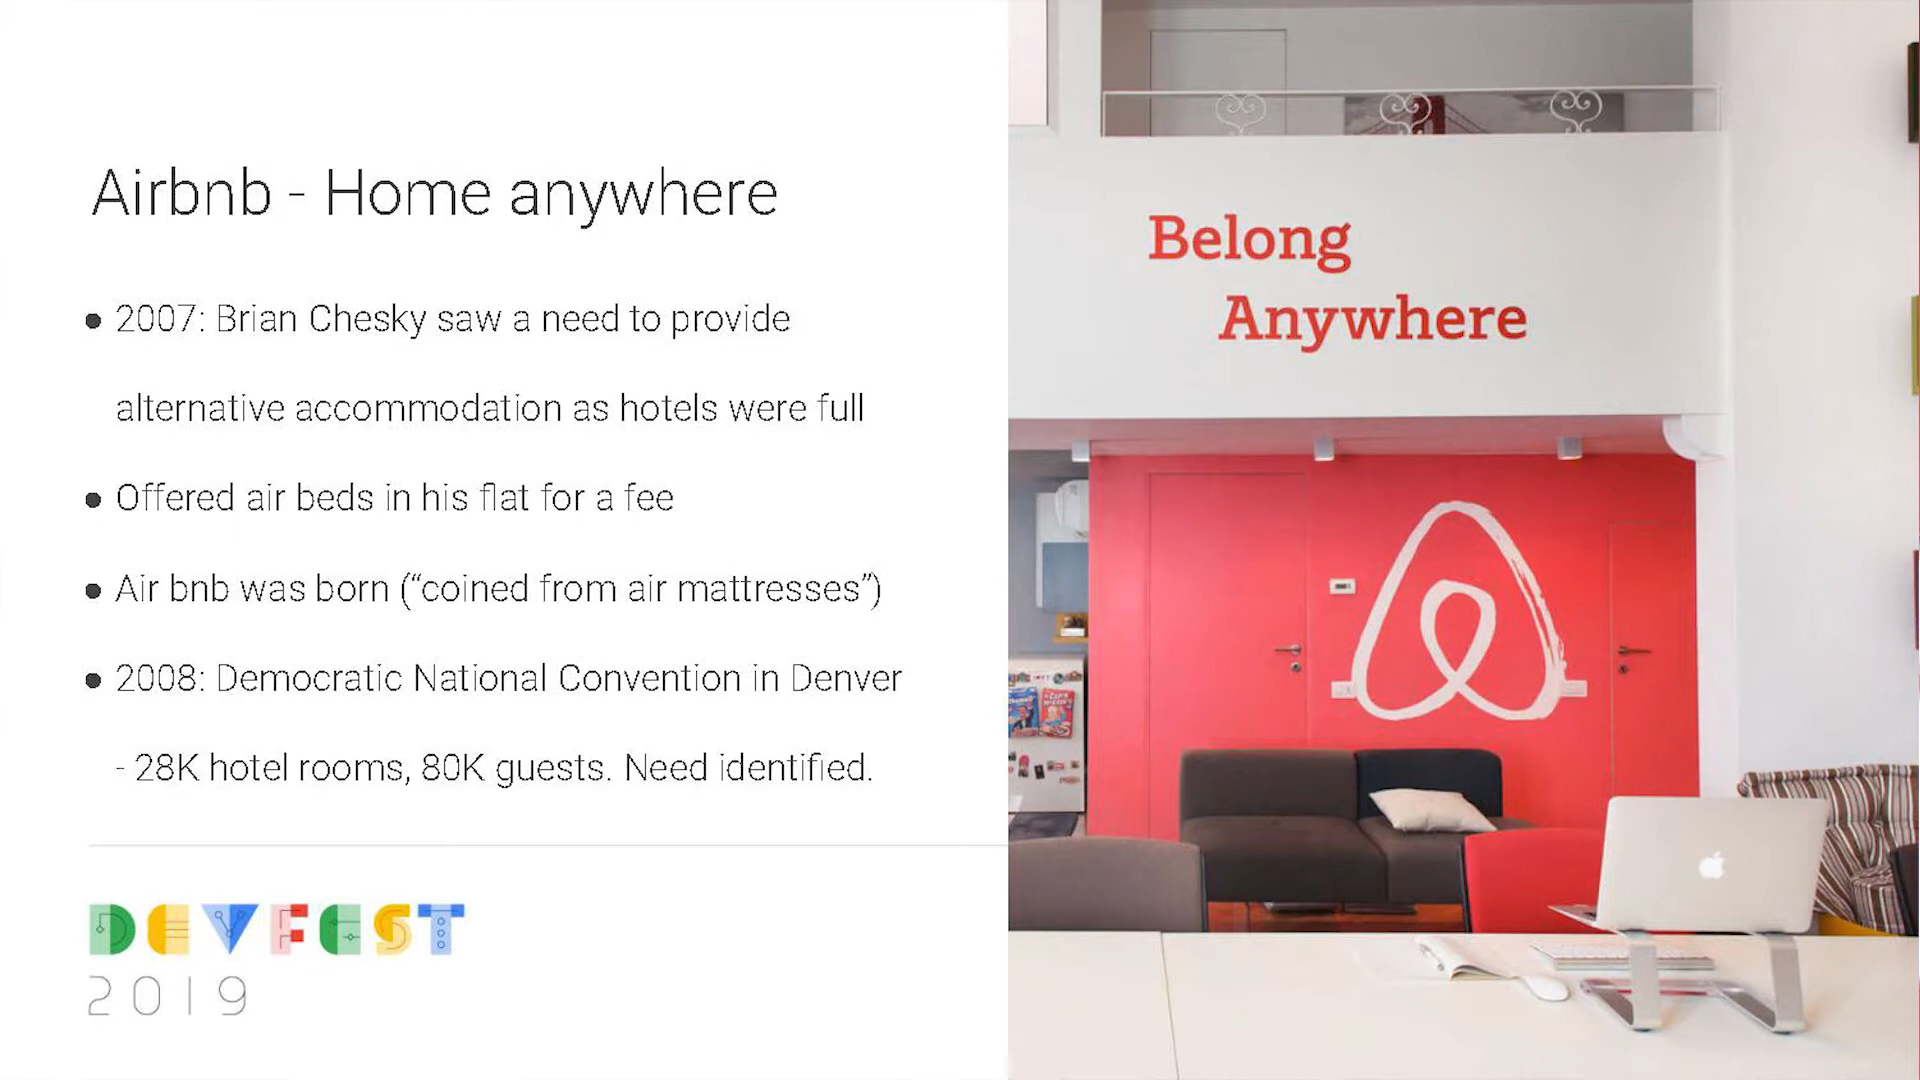 Airbnb - Home anywhere
● 2007: Brian Chesky saw a need to provide
alternative accommodation as hotels were full
● Offered air beds in his flat for a fee
● Air bnb was born (“coined from air mattresses”)
● 2008: Democratic National Convention in Denver
- 28K hotel rooms, 80K guests. Need identified.
DEVFEST
2019
Belong
Anywhere